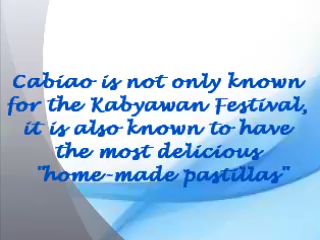 Cabiao is not only known
for the Kabyawan Festival,
it is also known to have
the most delicious
"home-made pastillas"